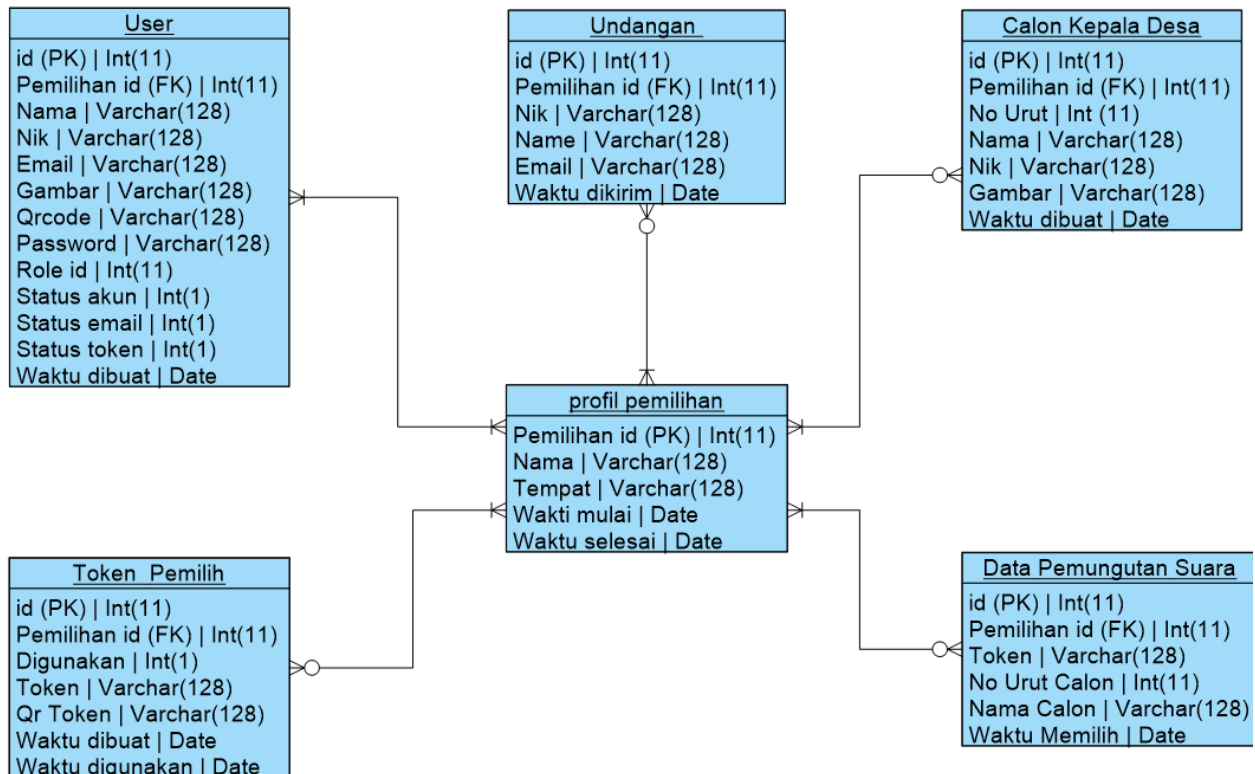 User
id (PK) | Int(11)
Pemilihan id (FK) | Int(11)
Nama | Varchar(128)
Nik | Varchar(128)
Email | Varchar(128)
Gambar | Varchar(128)
Qrcode | Varchar(128)
Password | Varchar(128)
Role id | Int(11)
Status akun | Int(1)
Status email | Int(1)
Status token | Int(1)
Waktu dibuat | Date
Undangan
id (PK) | Int(11)
Pemilihan id (FK) | Int(11)
Nik | Varchar(128)
Name | Varchar(128)
Email | Varchar(128)
Waktu dikirim | Date
Calon Kepala Desa
id (PK) | Int(11)
Pemilihan id (FK) | Int(11)
No Urut | Int (11)
Nama | Varchar(128)
Nik | Varchar(128)
Gambar | Varchar(128)
Waktu dibuat | Date
profil pemilihan
Pemilihan id (PK) | Int(11)
Nama | Varchar(128)
Tempat | Varchar(128)
Wakti mulai | Date
Waktu selesai | Date
Token_Pemilih
id (PK) | Int(11)
Pemilihan id (FK) | Int(11)
Digunakan | Int(1)
Token | Varchar(128)
Qr Token | Varchar(128)
Waktu dibuat | Date
Waktu digunakan | Date
Data Pemungutan Suara
id (PK) | Int(11)
Pemilihan id (FK) | Int(11)
Token | Varchar(128)
No Urut Calon | Int(11)
Nama Calon | Varchar(128)
Waktu Memilih | Date